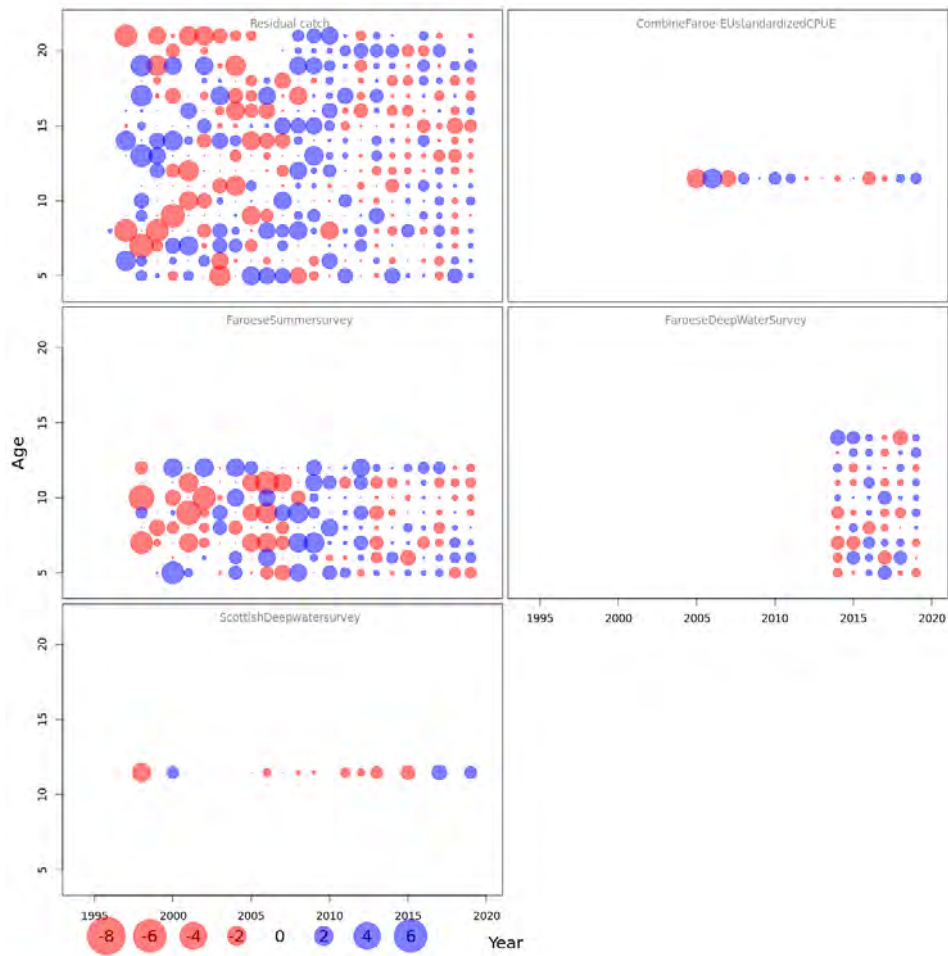 Residual catch
CombineFaroe-EUstandardizedCPUE
20
15
10
5
FaroeseSummersurvey
FaroeseDeepWaterSurvey
20
15
Age
10
5
1995 2000 2005 2010 2015 2020
ScottishDeepwatersurvey
20
15
10
5
1995 2000 2005 2010 2015 2020
-8 -6 -4 -2 0 2 4 6
Year